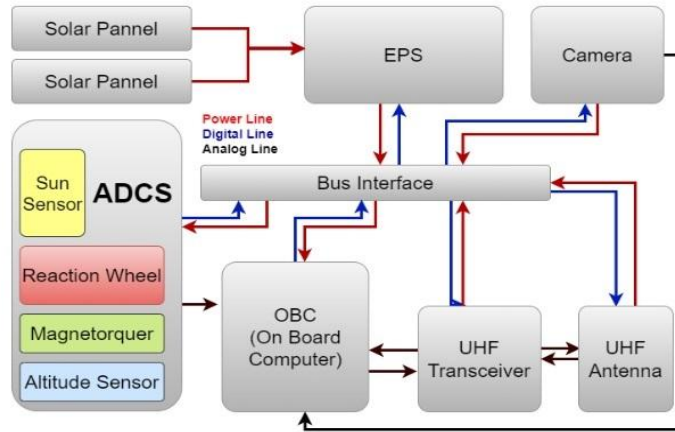 Solar Pannel
Solar Pannel
EPS
Camera
Power Line
Digital Line
Analog Line
Bus Interface
ADCS
Sun
Sensor
Reaction Wheel
Magnetorquer
Altitude Sensor
OBC
(On Board
Computer)
UHF
Transceiver
UHF
Antenna